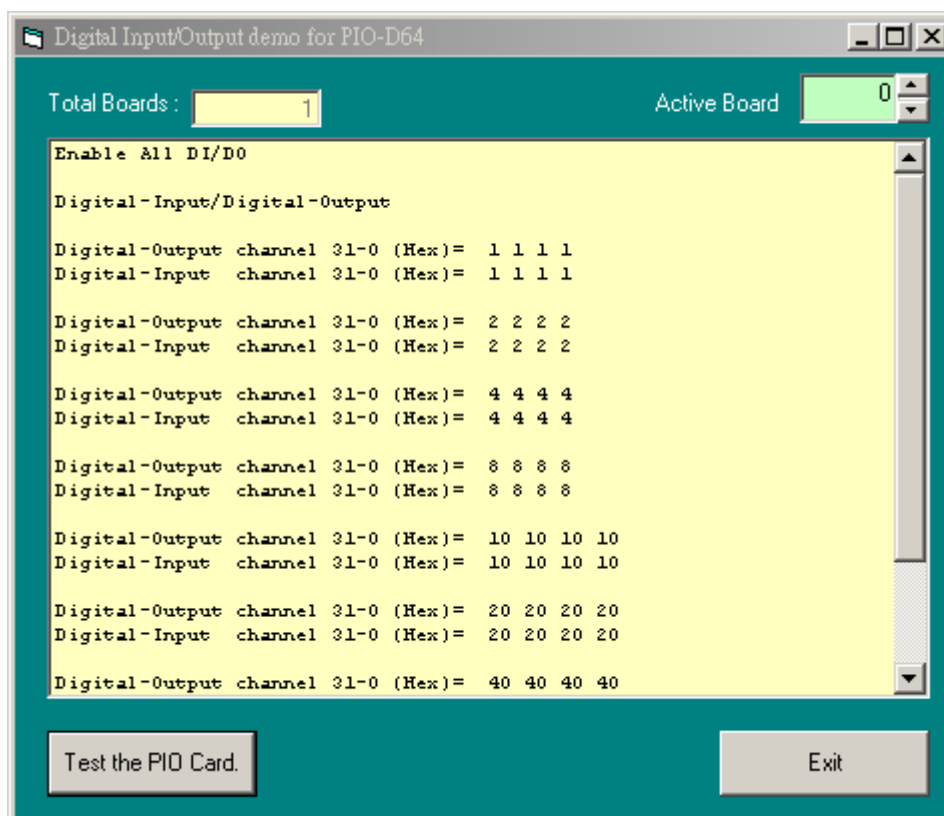 Digital Input/Output demo for PIO-D64
Total Boards : 1 Active Board 0
Enable All DI/DO
Digital-Input/Digital-Output
Digital-Output channel 31-0 (Hex)= 1 1 1 1
Digital-Input channel 31-0 (Hex)= 1 1 1 1
Digital-Output channel 31-0 (Hex)= 2 2 2 2
Digital-Input channel 31-0 (Hex)= 2 2 2 2
Digital-Output channel 31-0 (Hex)= 4 4 4 4
Digital-Input channel 31-0 (Hex)= 4 4 4 4
Digital-Output channel 31-0 (Hex)= 8 8 8 8
Digital-Input channel 31-0 (Hex)= 8 8 8 8
Digital-Output channel 31-0 (Hex)= 10 10 10 10
Digital-Input channel 31-0 (Hex)= 10 10 10 10
Digital-Output channel 31-0 (Hex)= 20 20 20 20
Digital-Input channel 31-0 (Hex)= 20 20 20 20
Digital-Output channel 31-0 (Hex)= 40 40 40 40
Test the PIO Card. Exit